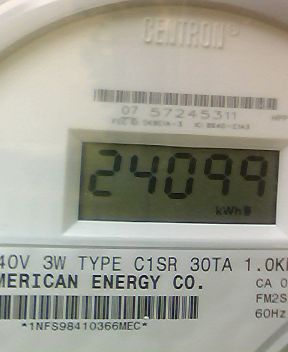 CENTRON®
07 57245311
24099
kWh
40V 3W TYPE C1SR 30TA 1.0K
MERICAN ENERGY CO.
CA 0
FM2S
60Hz
*1NFS98410366MEC*